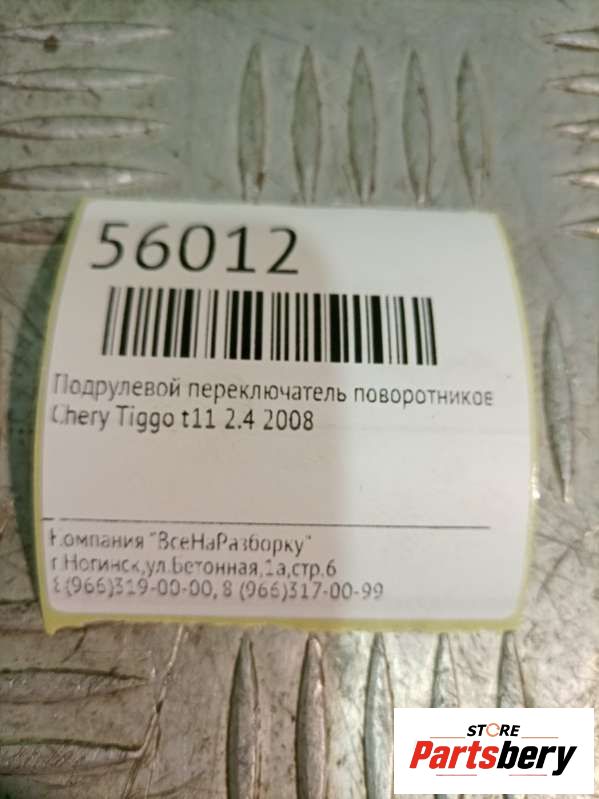 56012
Подрулевой переключатель поворотников
Chery Tiggo t11 2.4 2008
Компания "ВсеНаРазборку"
г.Ногинск,ул.Бетонная,1а,стр.6
8 (966)319-00-00, 8 (966)317-00-99
STORE
Partsbery